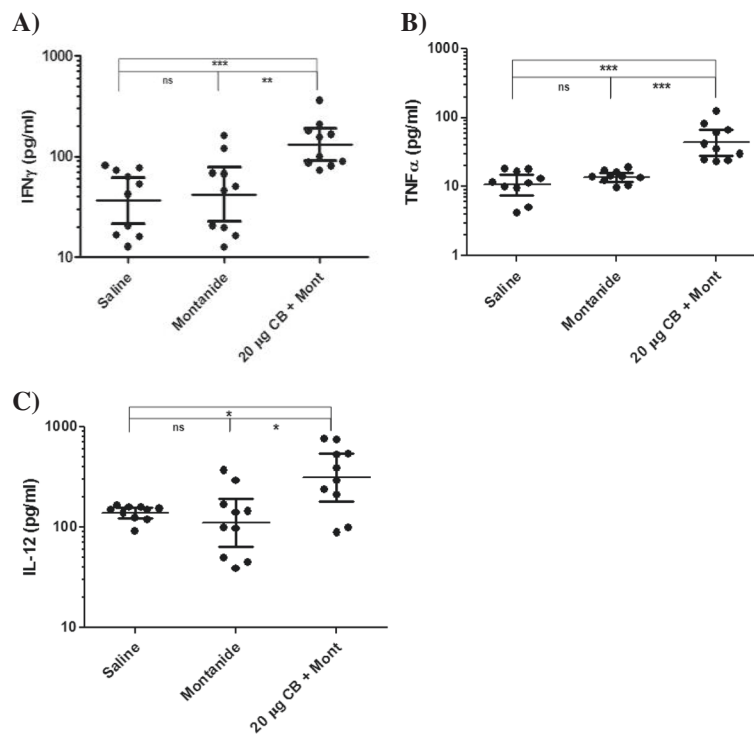 A)
1000
100
10
IFNγ (pg/ml)
***
ns
**
Saline
Montanide
20 µg CB + Mont
B)
1000
100
10
1
TNFα (pg/ml)
***
ns
***
Saline
Montanide
20 µg CB + Mont
C)
1000
100
10
IL-12 (pg/ml)
*
ns
*
Saline
Montanide
20 µg CB + Mont